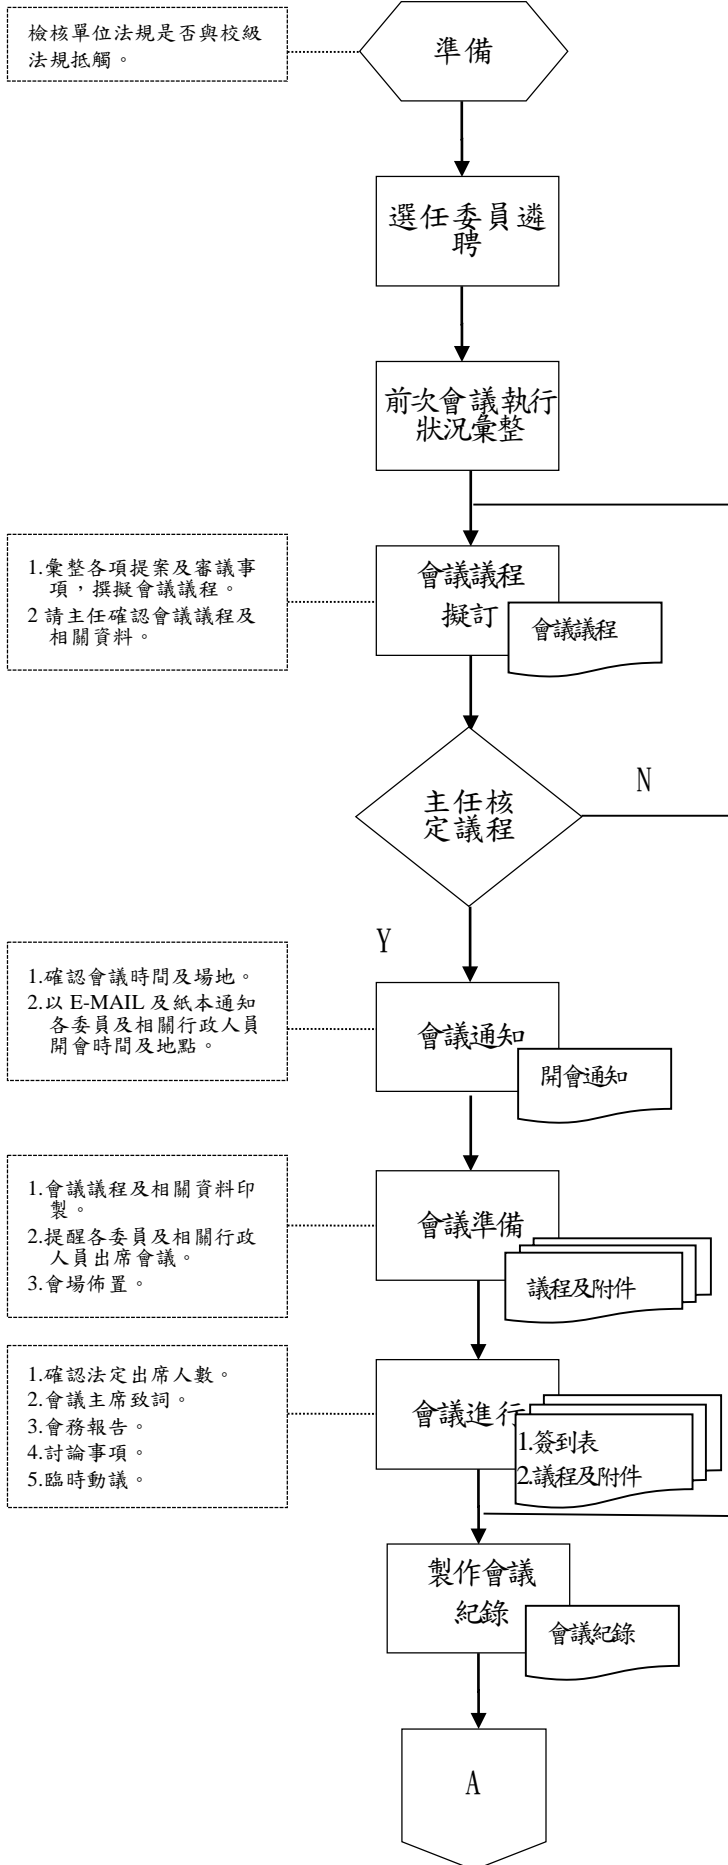 檢核單位法規是否與校級
法規抵觸。
準備
選任委員遴
聘
前次會議執行
狀況彙整
1.彙整各項提案及審議事
項，撰擬會議議程。
2 請主任確認會議議程及
相關資料。
會議議程
擬訂
會議議程
主任核
定議程
N
Y
1.確認會議時間及場地。
2.以 E-MAIL 及紙本通知
各委員及相關行政人員
開會時間及地點。
會議通知
開會通知
1.會議議程及相關資料印
製。
2.提醒各委員及相關行政
人員出席會議。
3.會場佈置。
會議準備
議程及附件
1.確認法定出席人數。
2.會議主席致詞。
3.會務報告。
4.討論事項。
5.臨時動議。
會議進行
1.簽到表
2.議程及附件
製作會議
紀錄
會議紀錄
A